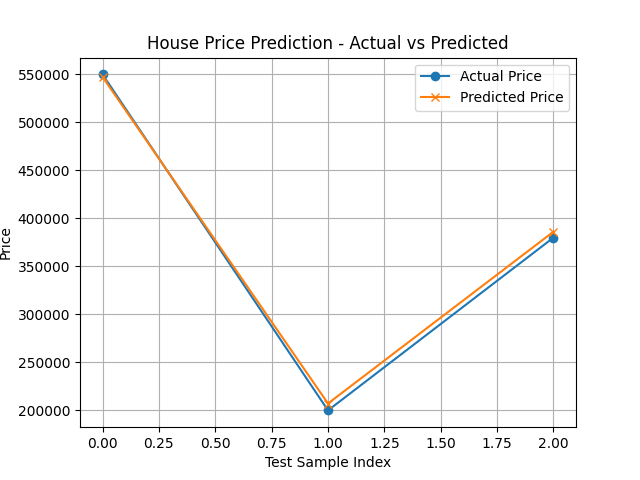 House Price Prediction - Actual vs Predicted
Actual Price
Predicted Price
550000
500000
450000
400000
350000
300000
250000
200000
Price
0.00 0.25 0.50 0.75 1.00 1.25 1.50 1.75 2.00
Test Sample Index